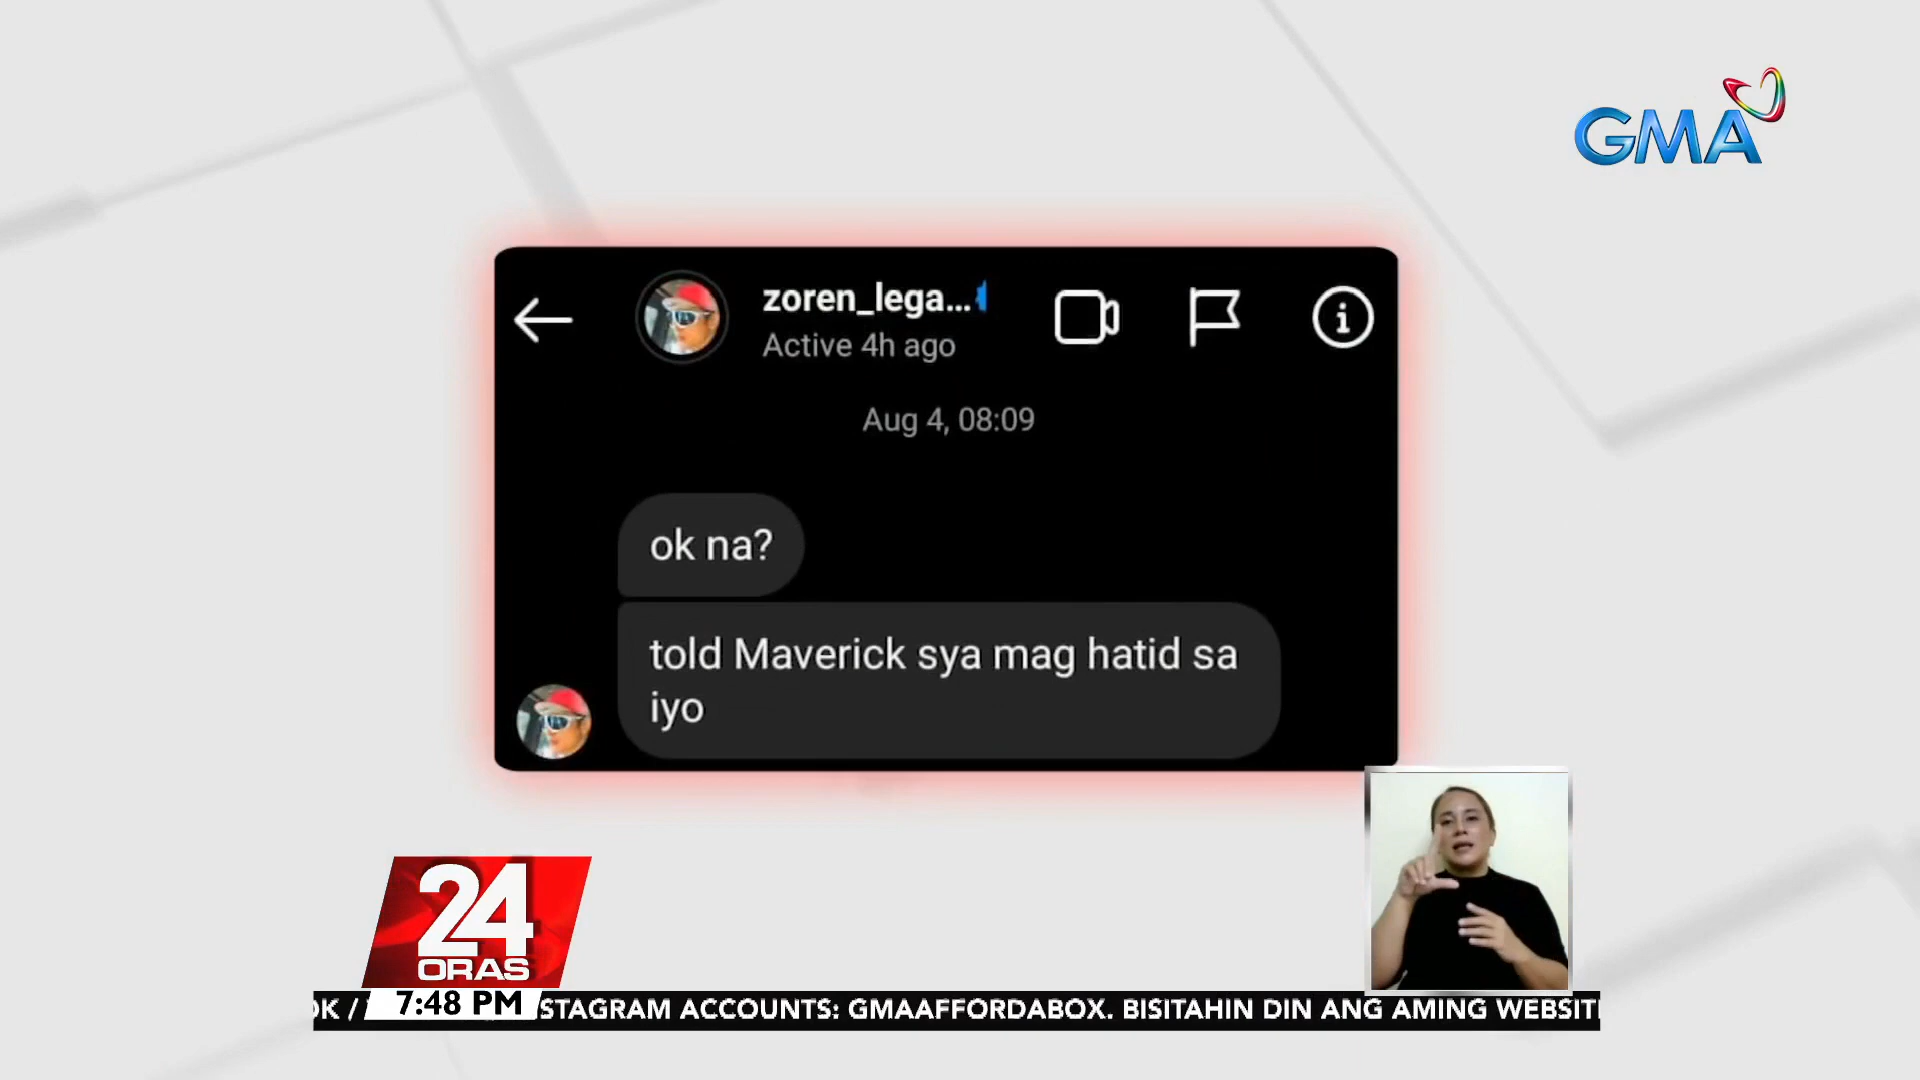 GMA
zoren_lega...
Active 4h ago
Aug 4, 08:09
ok na?
told Maverick sya mag hatid sa
iyo
24
ORAS
7:48 PM
STAGRAM ACCOUNTS: GMAAFFORDABOX. BISITAHIN DIN ANG AMING WEBSIT